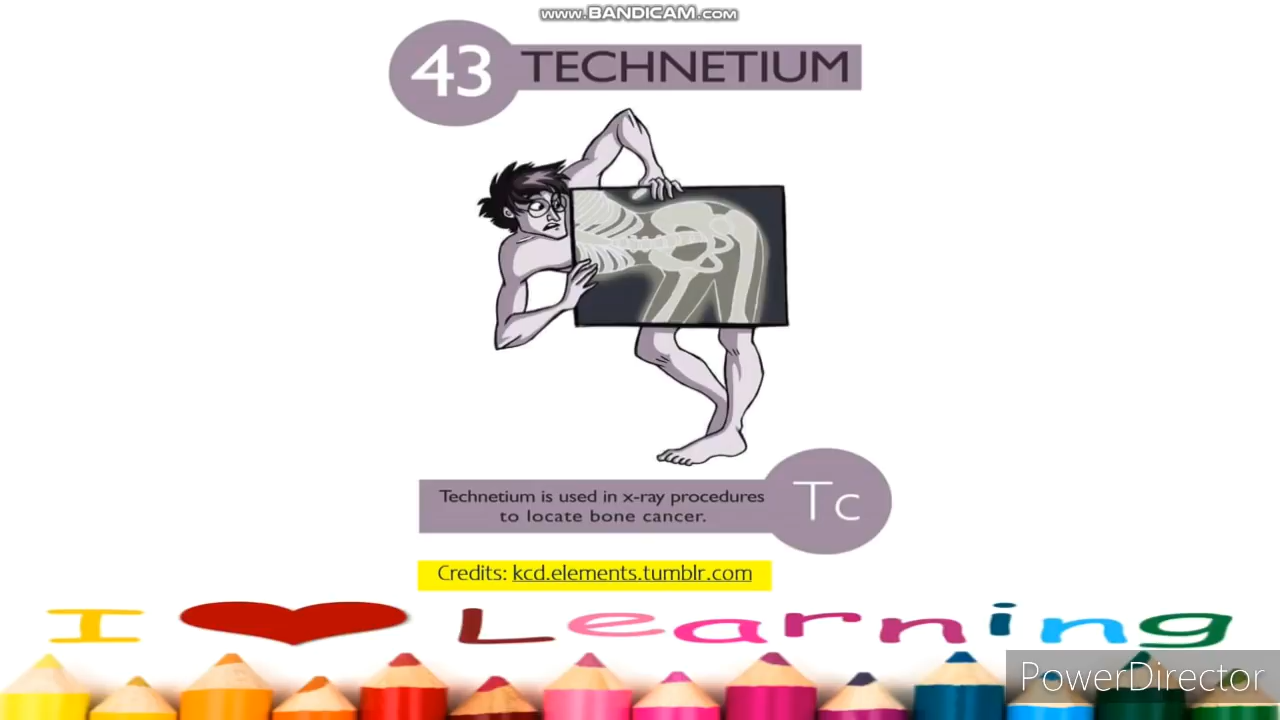 www.BANDICAM.com
43 TECHNETIUM
Technetium is used in x-ray procedures
to locate bone cancer.
Tc
Credits: kcd.elements.tumblr.com
I Learning
PowerDirector